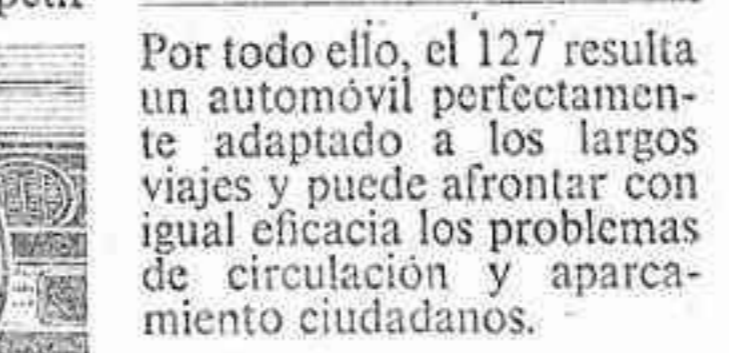 Por todo ello, el 127 resulta
un automóvil perfectamen-
te adaptado a los largos
viajes y puede afrontar con
igual eficacia los problemas
de circulación y aparca-
miento ciudadanos.